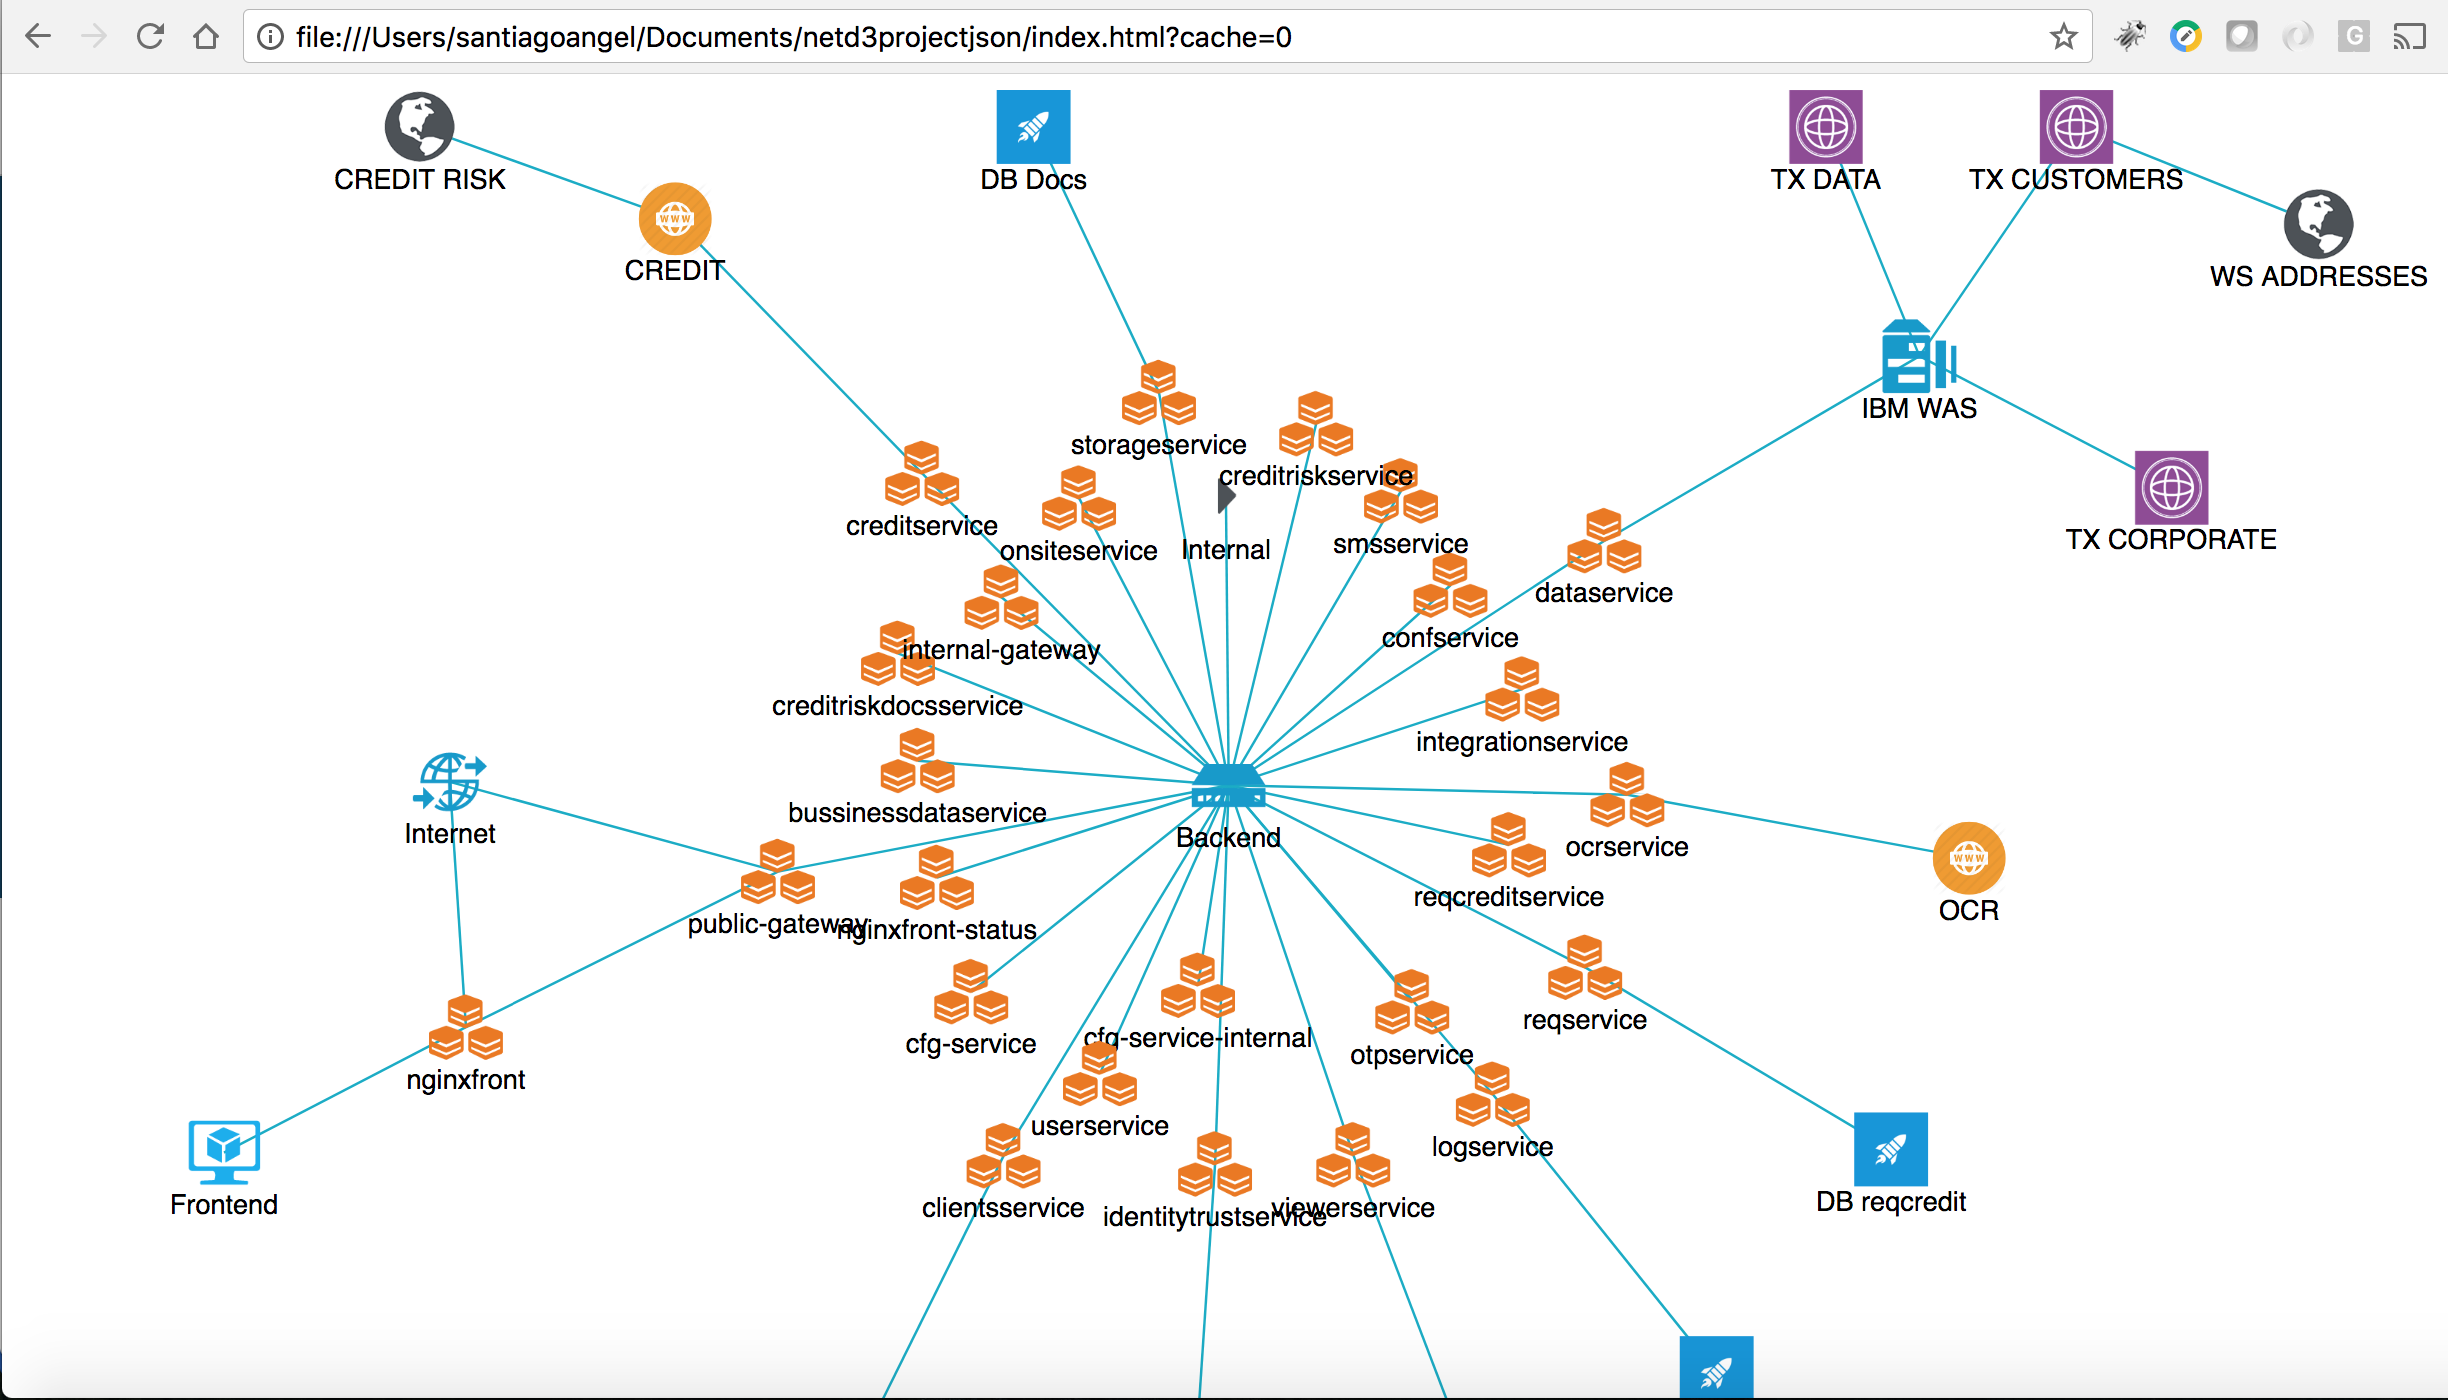 file:///Users/santiagoangel/Documents/netd3projectjson/index.html?cache=0
G
CREDIT RISK
DB Docs
TX DATA
TX CUSTOMERS
www
CREDIT
WS ADDRESSES
IBM WAS
storageservice
creditriskservice
creditservice
onsiteservice
Internal
smsservice
TX CORPORATE
dataservice
confservice
internal-gateway
creditriskdocsservice
integrationservice
bussinessdataservice
Internet
Backend
ocrservice
www
reqcreditservice
OCR
public-gateway
nginxfront-status
reqservice
cfg-service
cfg-service-internal
otpservice
nginxfront
userservice
logservice
Frontend
DB reqcredit
clientsservice
identitytrustservice
viewerservice